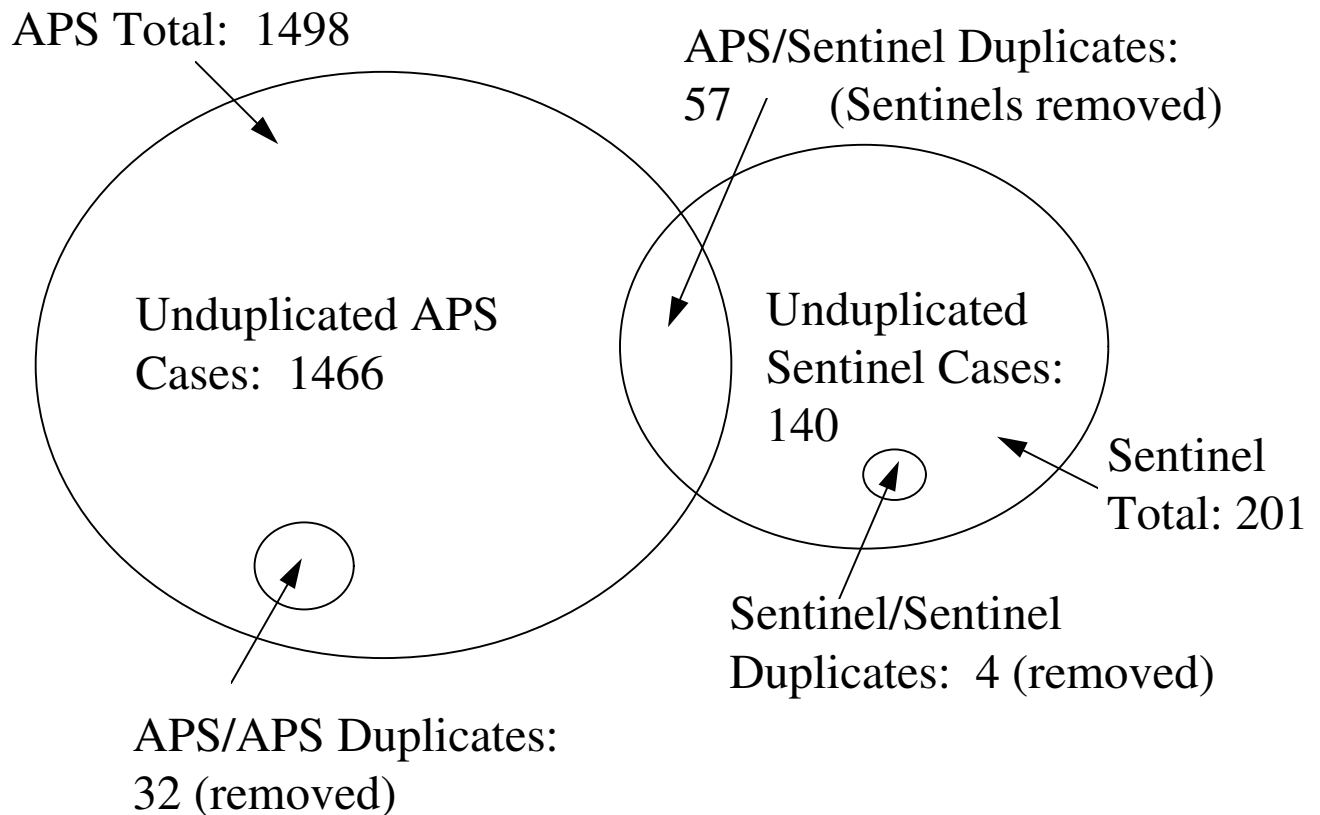 APS Total: 1498
APS/Sentinel Duplicates:
57 (Sentinels removed)
Unduplicated APS
Cases: 1466
Unduplicated
Sentinel Cases:
140
Sentinel
Total: 201
Sentinel/Sentinel
Duplicates: 4 (removed)
APS/APS Duplicates:
32 (removed)